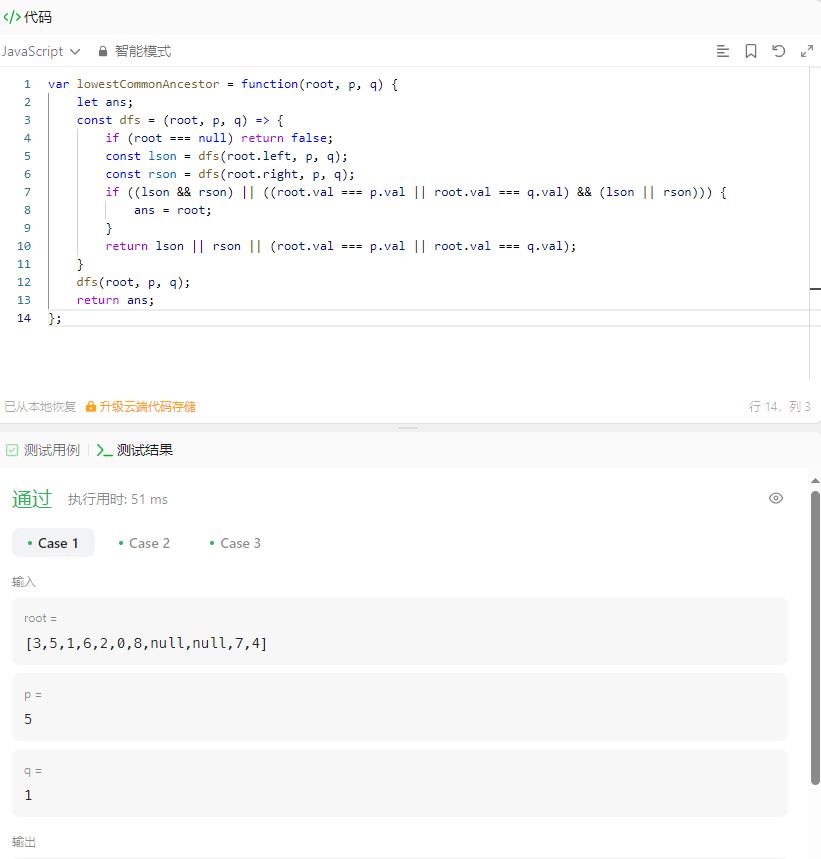 </> 代码
JavaScript 智能模式
1 var lowestCommonAncestor = function(root, p, q) {
2     let ans;
3     const dfs = (root, p, q) => {
4         if (root === null) return false;
5         const lson = dfs(root.left, p, q);
6         const rson = dfs(root.right, p, q);
7         if ((lson && rson) || ((root.val === p.val || root.val === q.val) && (lson || rson))) {
8             ans = root;
9         }
10         return lson || rson || (root.val === p.val || root.val === q.val);
11     }
12     dfs(root, p, q);
13     return ans;
14 };
已从本地恢复 升级云端代码存储 行 14，列 3
测试用例 测试结果
通过 执行用时: 51 ms
• Case 1 • Case 2 • Case 3
输入
root =
[3,5,1,6,2,0,8,null,null,7,4]
p =
5
q =
1
输出